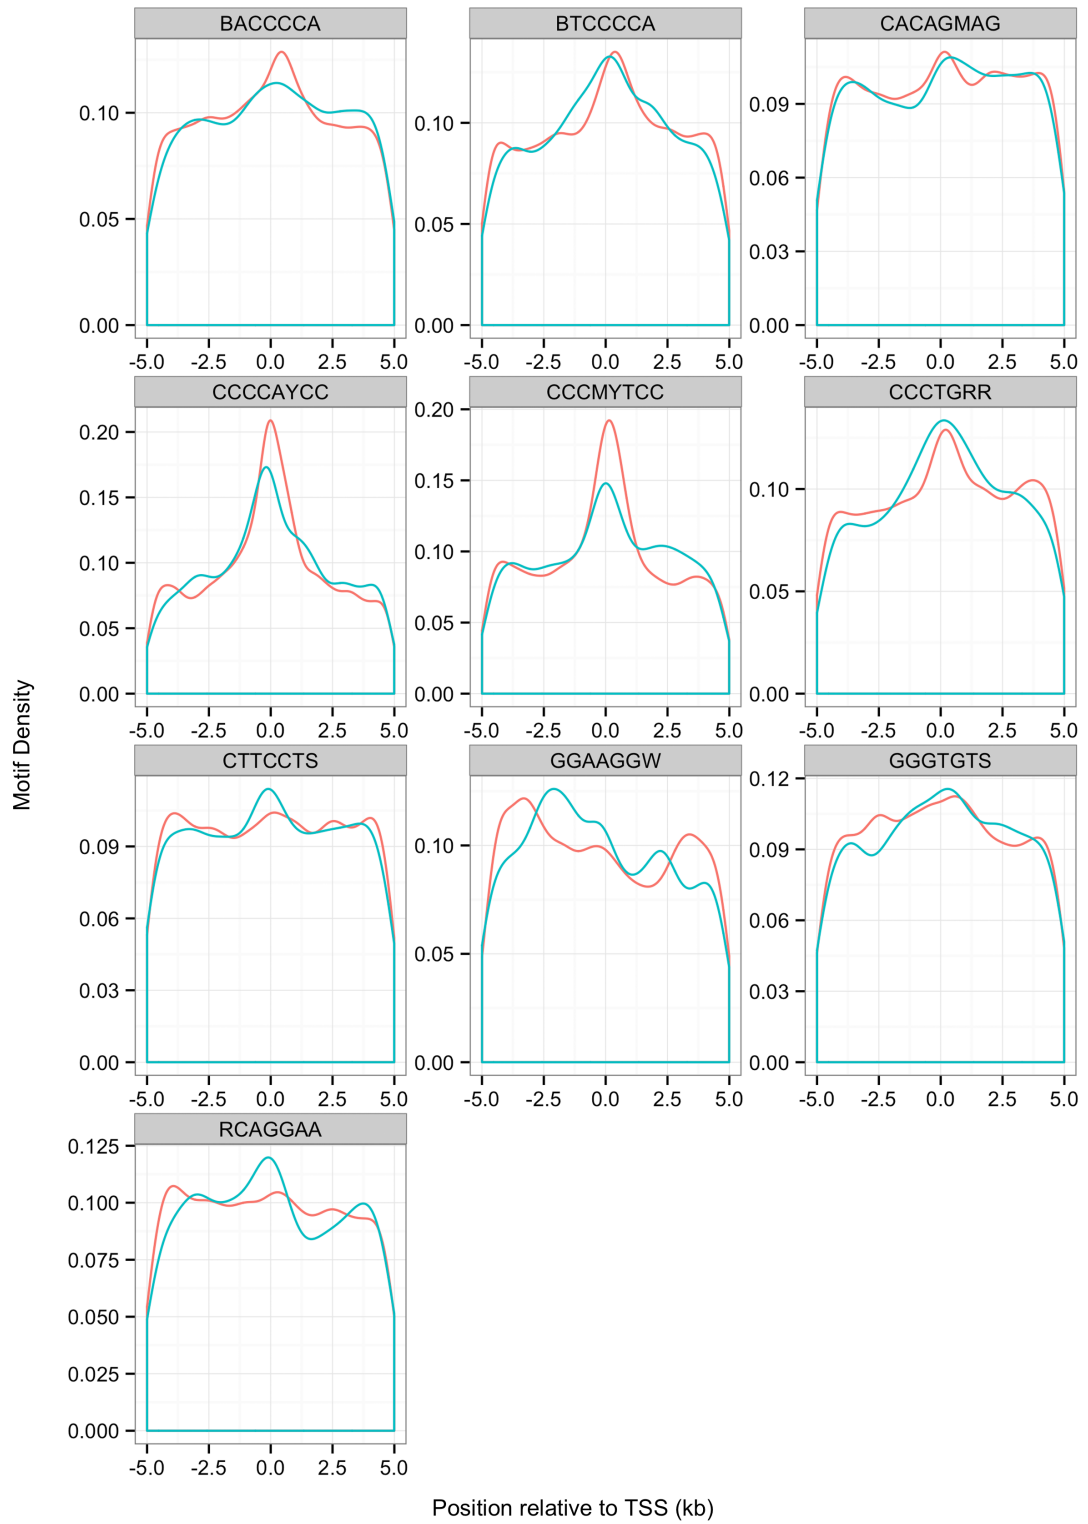 BACCCCA BTCCCCA CACAGMAG
0.10 0.05 0.00
0.10 0.05 0.00
0.09 0.06 0.03 0.00
-5.0 -2.5 0.0 2.5 5.0 -5.0 -2.5 0.0 2.5 5.0 -5.0 -2.5 0.0 2.5 5.0
CCCCAYCC CCCMYTCC CCCTGRR
0.20 0.15 0.10 0.05 0.00
0.20 0.15 0.10 0.05 0.00
0.10 0.05 0.00
-5.0 -2.5 0.0 2.5 5.0 -5.0 -2.5 0.0 2.5 5.0 -5.0 -2.5 0.0 2.5 5.0
Motif Density
CTTCCTS GGAAGGW GGGTGTS
0.09 0.06 0.03 0.00
0.10 0.05 0.00
0.12 0.09 0.06 0.03 0.00
-5.0 -2.5 0.0 2.5 5.0 -5.0 -2.5 0.0 2.5 5.0 -5.0 -2.5 0.0 2.5 5.0
RCAGGAA
0.125 0.100 0.075 0.050 0.025 0.000
-5.0 -2.5 0.0 2.5 5.0
Position relative to TSS (kb)